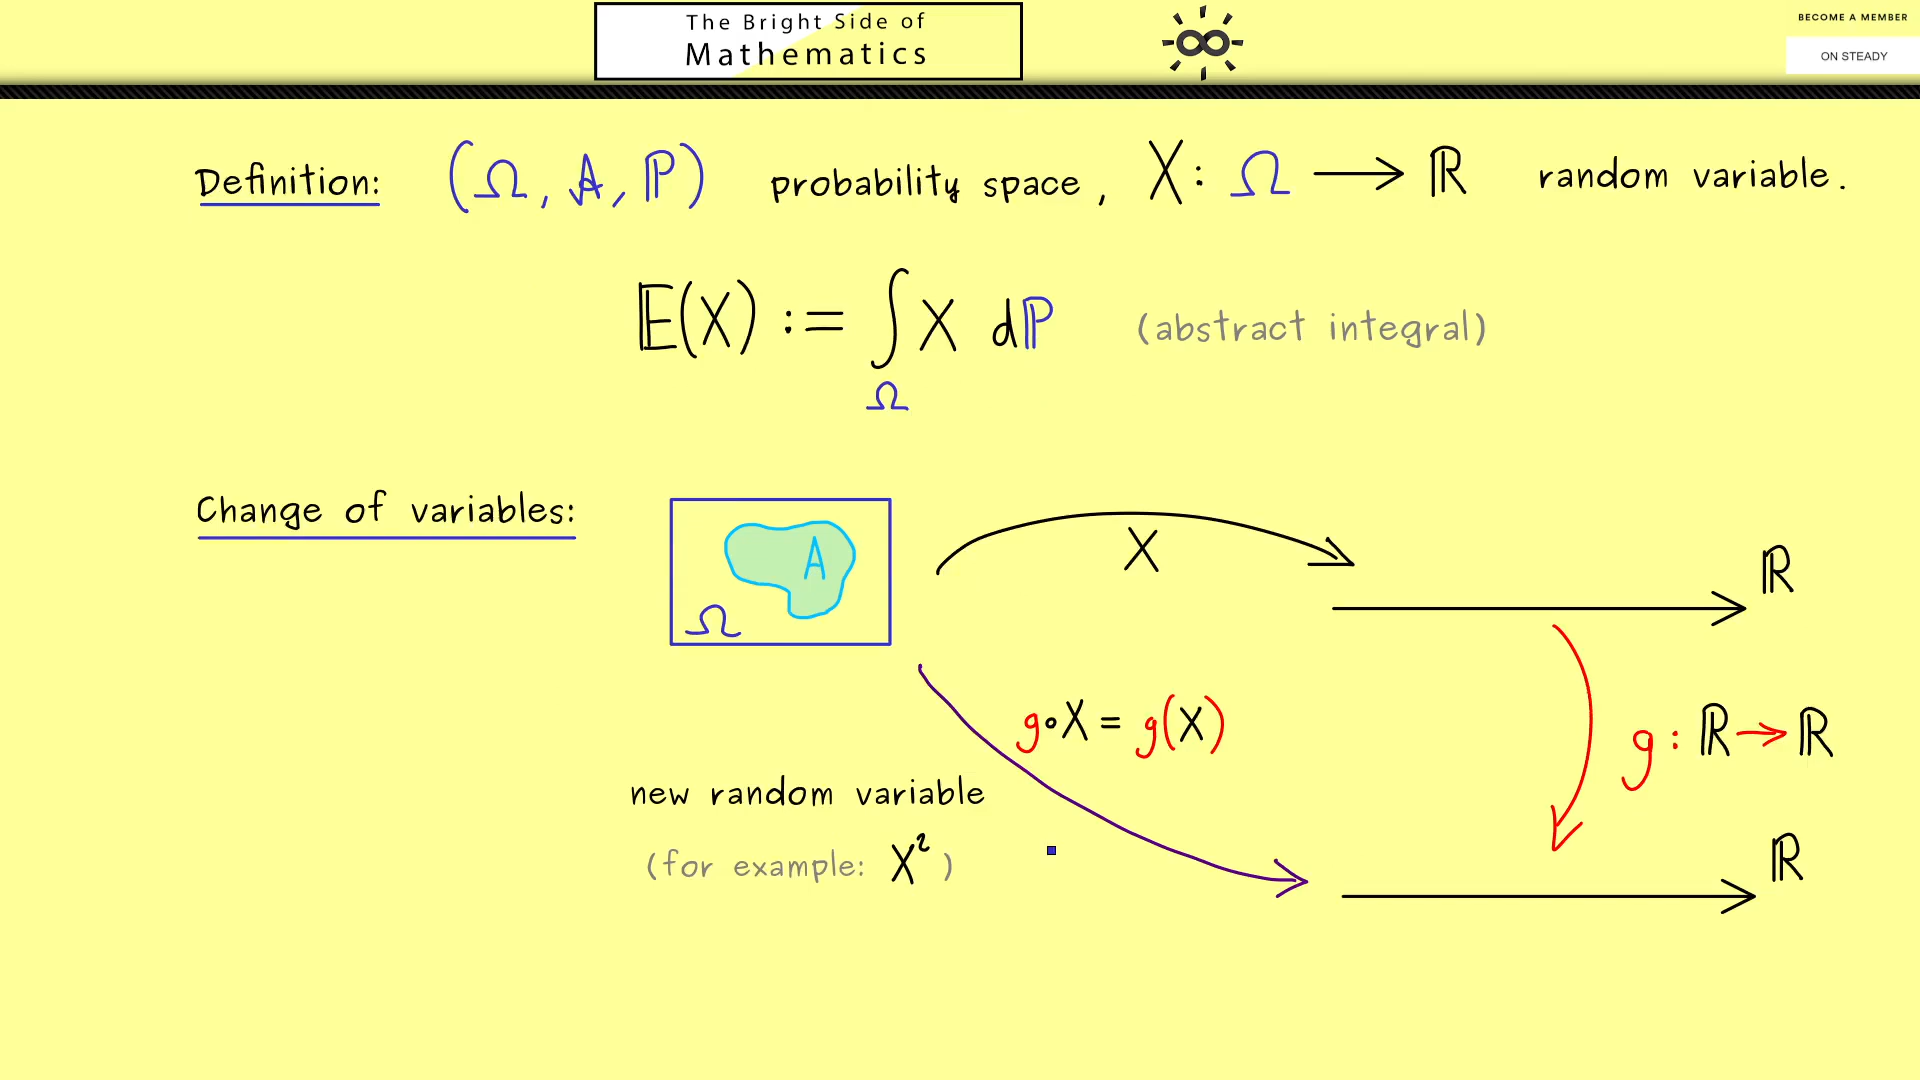 The Bright Side of
Mathematics
BECOME A MEMBER
ON STEADY
Definition: (Ω, A, ℙ) probability space, X: Ω ⟶ ℝ random variable.
𝔼(X) := ∫ X dℙ (abstract integral)
Ω
Change of variables:
A
Ω
X
ℝ
g∘X = g(X)
g: ℝ → ℝ
new random variable
(for example: X²)
ℝ